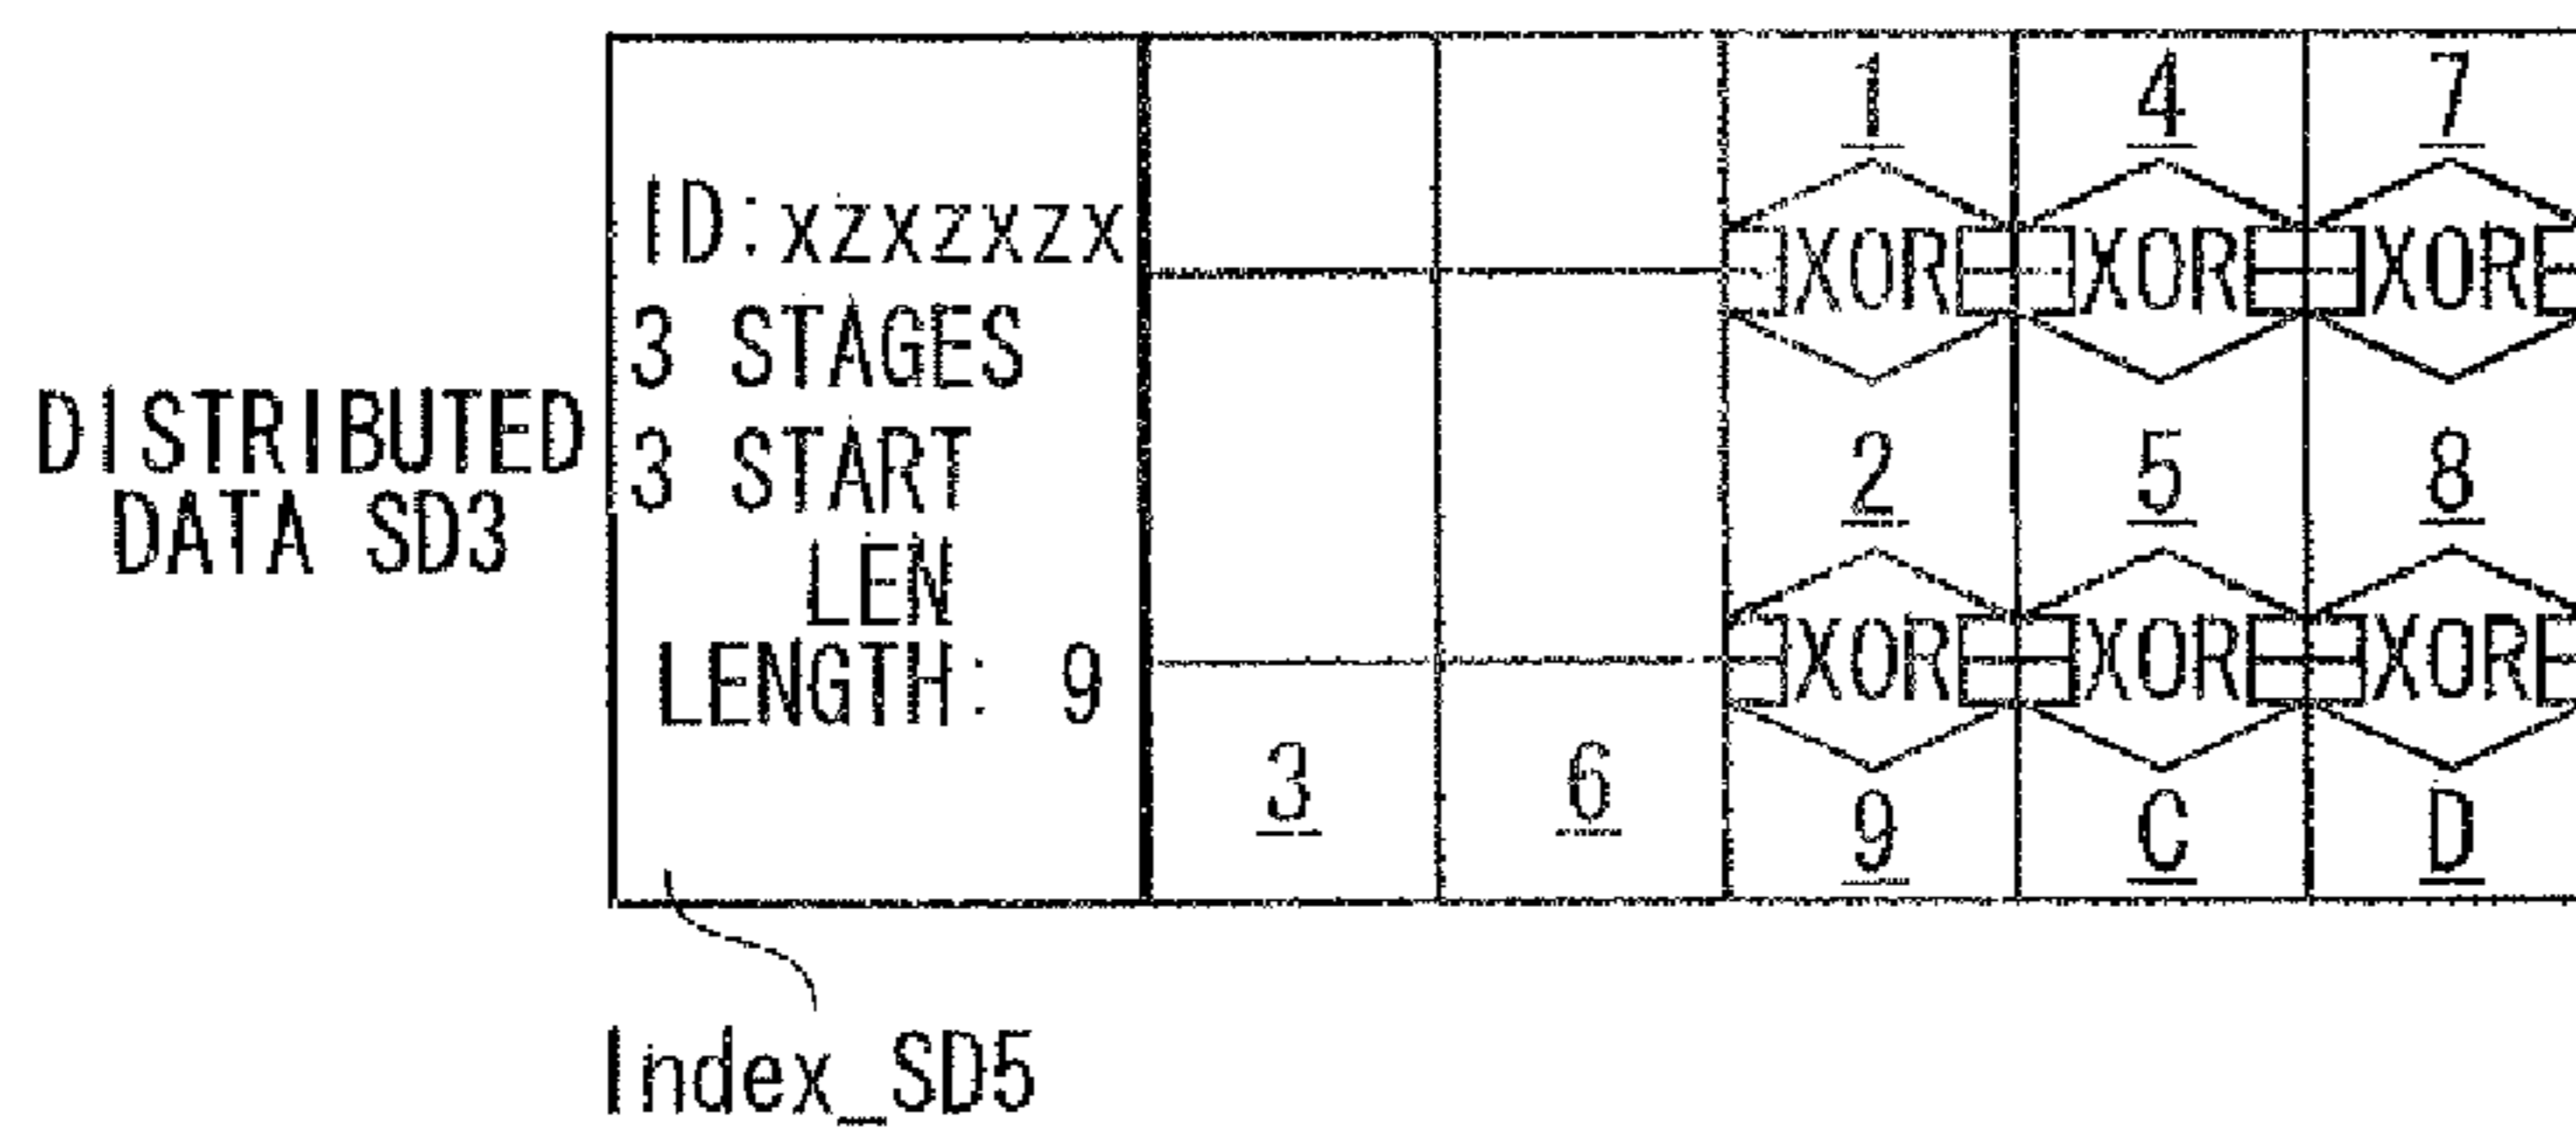 1 4 7
ID:xzxzxzx
XOR XOR XOR
3 STAGES
DISTRIBUTED
DATA SD3
3 START
2 5 8
LEN
LENGTH: 9
XOR XOR XOR
3 6 9 C D
Index_SD5